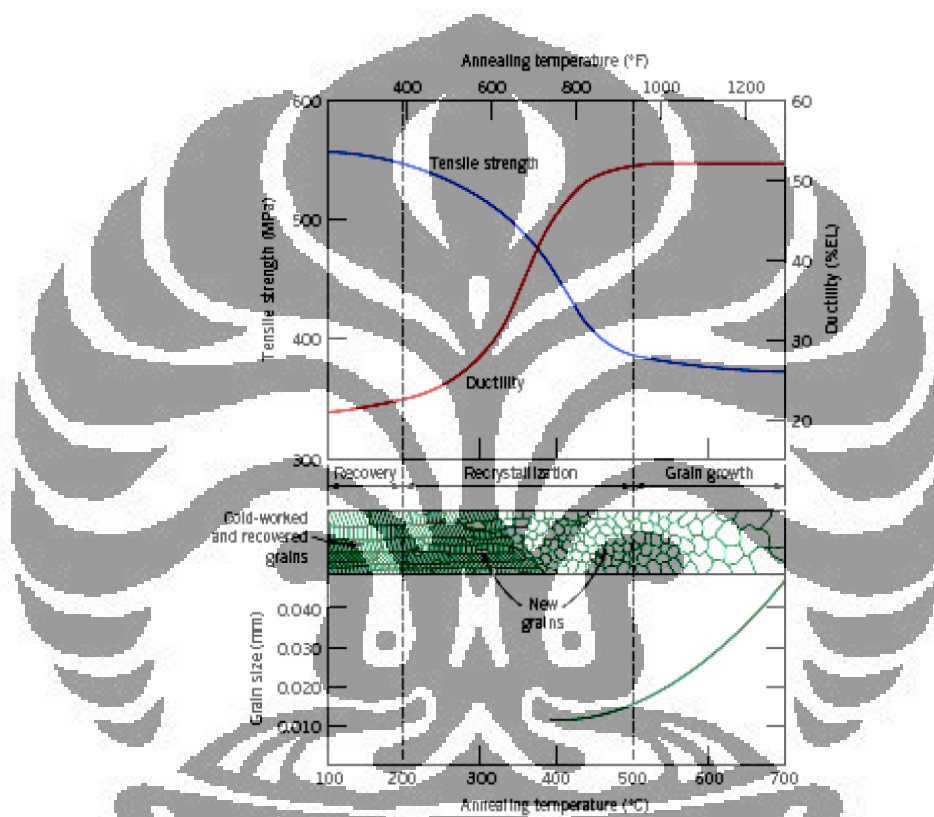 Annealing temperature (°F)
400 600 800 1000 1200
600 60
Tensile strength
50
500
Tensile strength (MPa)
40
Ductility (%EL)
400
30
Ductility
20
300
Recovery Recrystallization Grain growth
Cold-worked
and recovered
grains
New
grains
0.040
0.030
Grain size (mm)
0.020
0.010
100 200 300 400 500 600 700
Annealing temperature (°C)